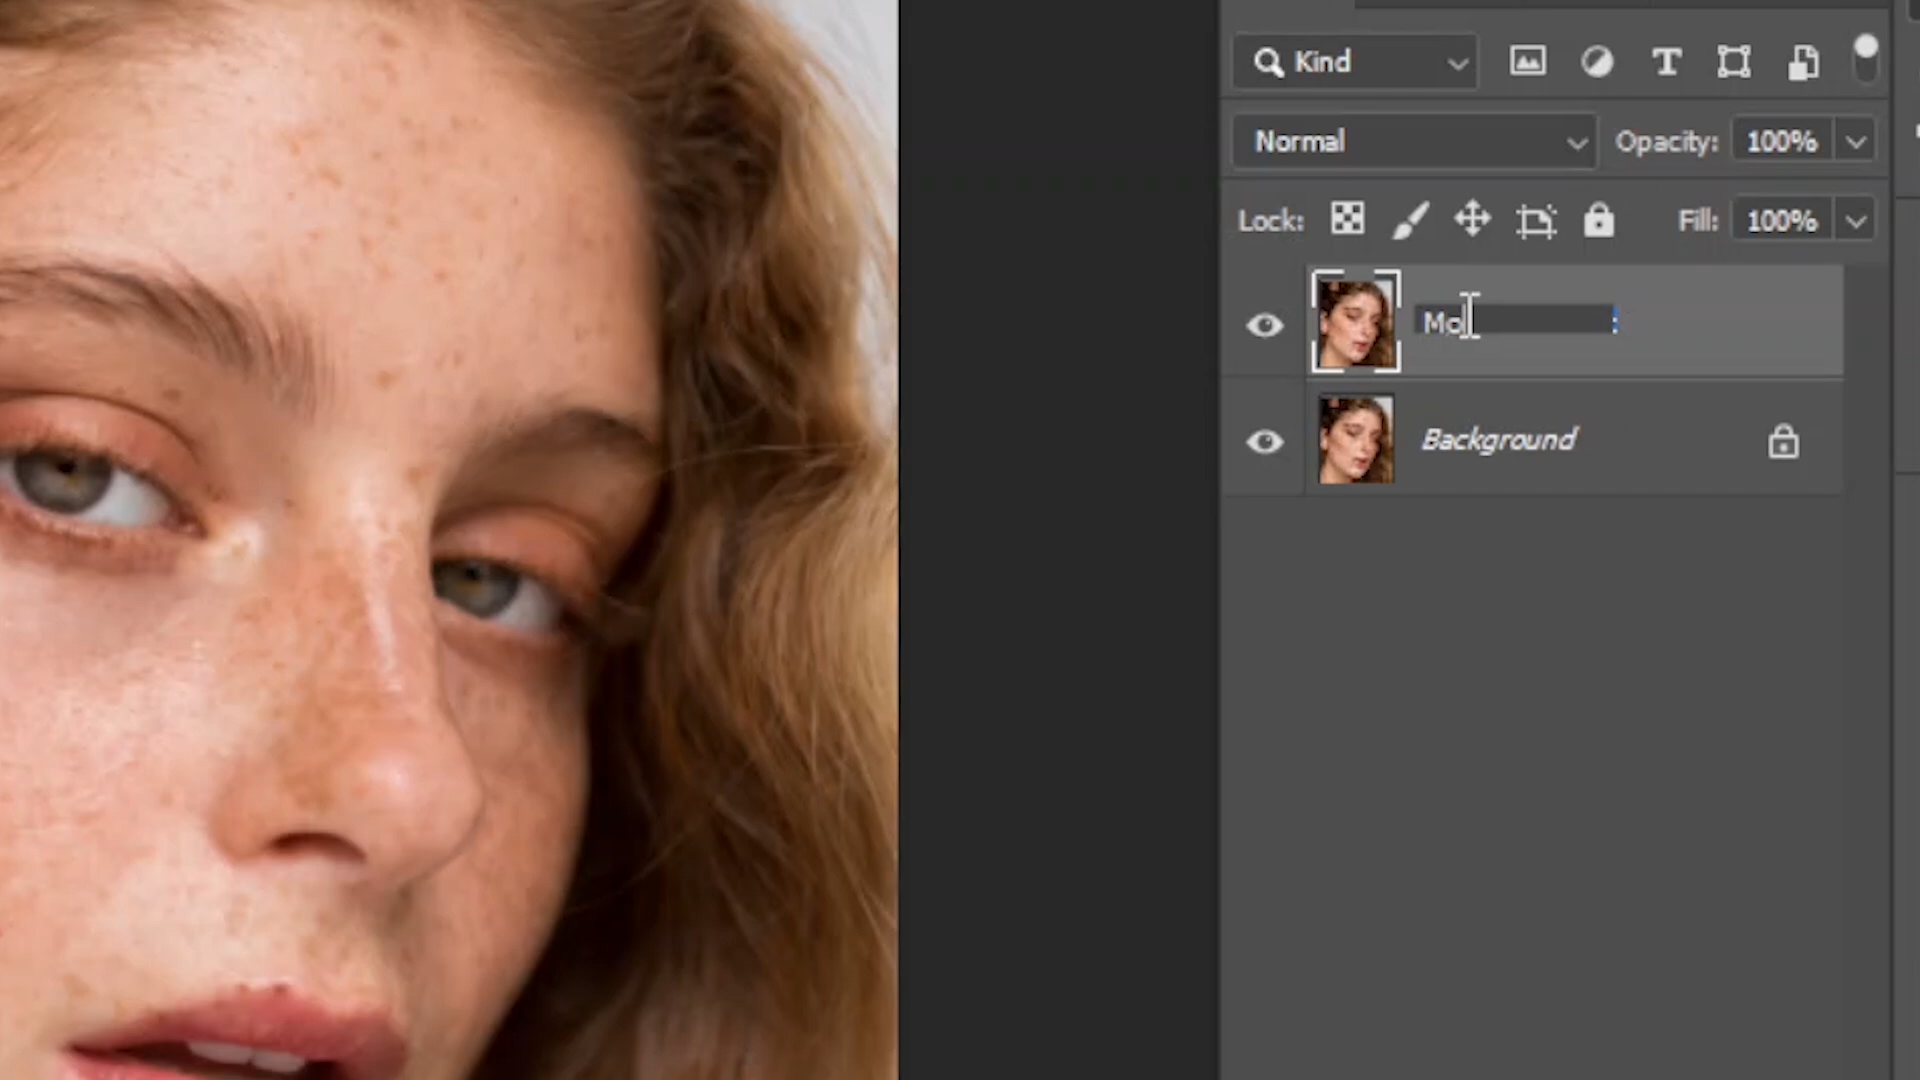 Kind
Normal
Opacity: 100%
Lock:
Fill: 100%
Mo
Background